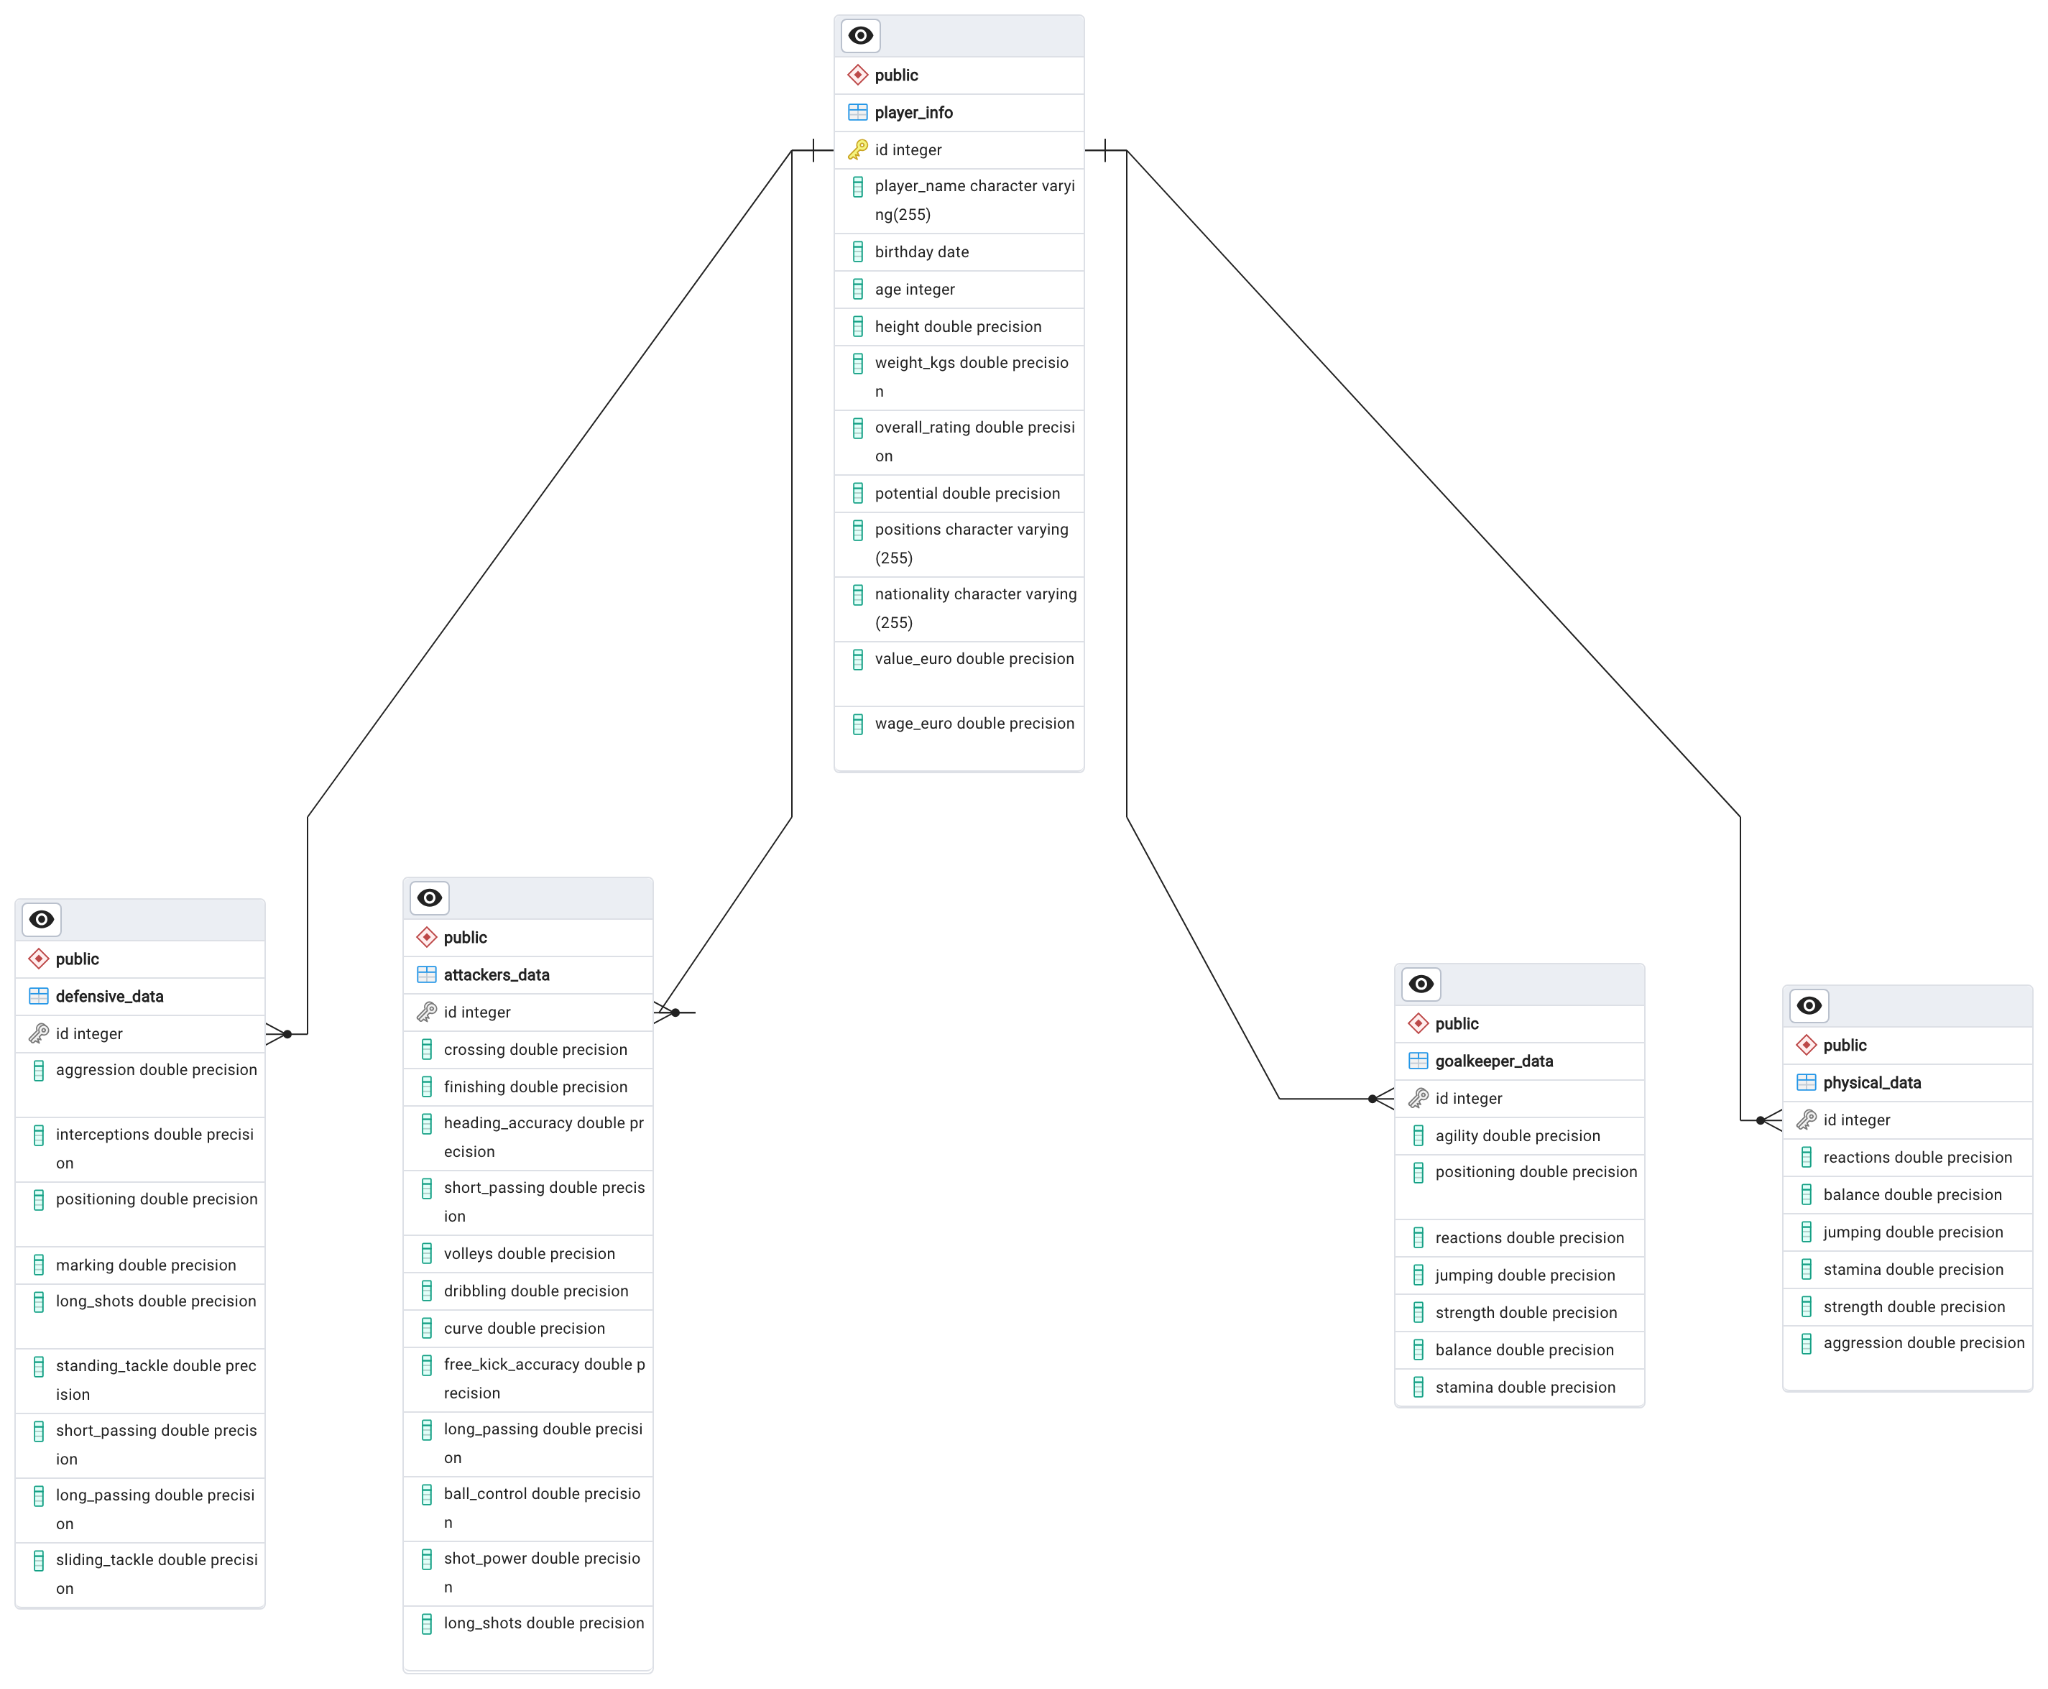 public
player_info
id integer
player_name character varyi
ng(255)
birthday date
age integer
height double precision
weight_kgs double precisio
n
overall_rating double precisi
on
potential double precision
positions character varying
(255)
nationality character varying
(255)
value_euro double precision
wage_euro double precision
public
defensive_data
id integer
aggression double precision
interceptions double precisi
on
positioning double precision
marking double precision
long_shots double precision
standing_tackle double prec
ision
short_passing double precis
ion
long_passing double precisi
on
sliding_tackle double precisi
on
public
attackers_data
id integer
crossing double precision
finishing double precision
heading_accuracy double pr
ecision
short_passing double precis
ion
volleys double precision
dribbling double precision
curve double precision
free_kick_accuracy double p
recision
long_passing double precisi
on
ball_control double precisio
n
shot_power double precisio
n
long_shots double precision
public
goalkeeper_data
id integer
agility double precision
positioning double precision
reactions double precision
jumping double precision
strength double precision
balance double precision
stamina double precision
public
physical_data
id integer
reactions double precision
balance double precision
jumping double precision
stamina double precision
strength double precision
aggression double precision